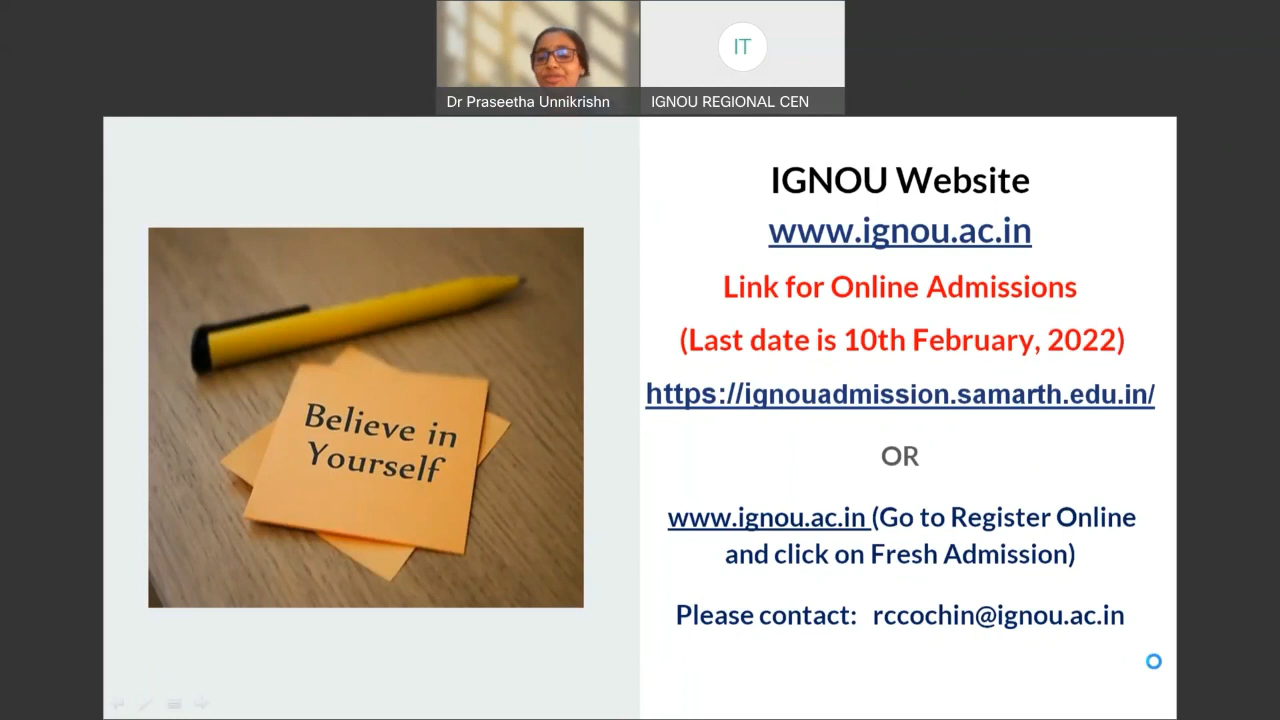 IT
Dr Praseetha Unnikrishn
IGNOU REGIONAL CEN
Believe in
Yourself
IGNOU Website
www.ignou.ac.in
Link for Online Admissions
(Last date is 10th February, 2022)
https://ignouadmission.samarth.edu.in/
OR
www.ignou.ac.in (Go to Register Online
and click on Fresh Admission)
Please contact: rccochin@ignou.ac.in